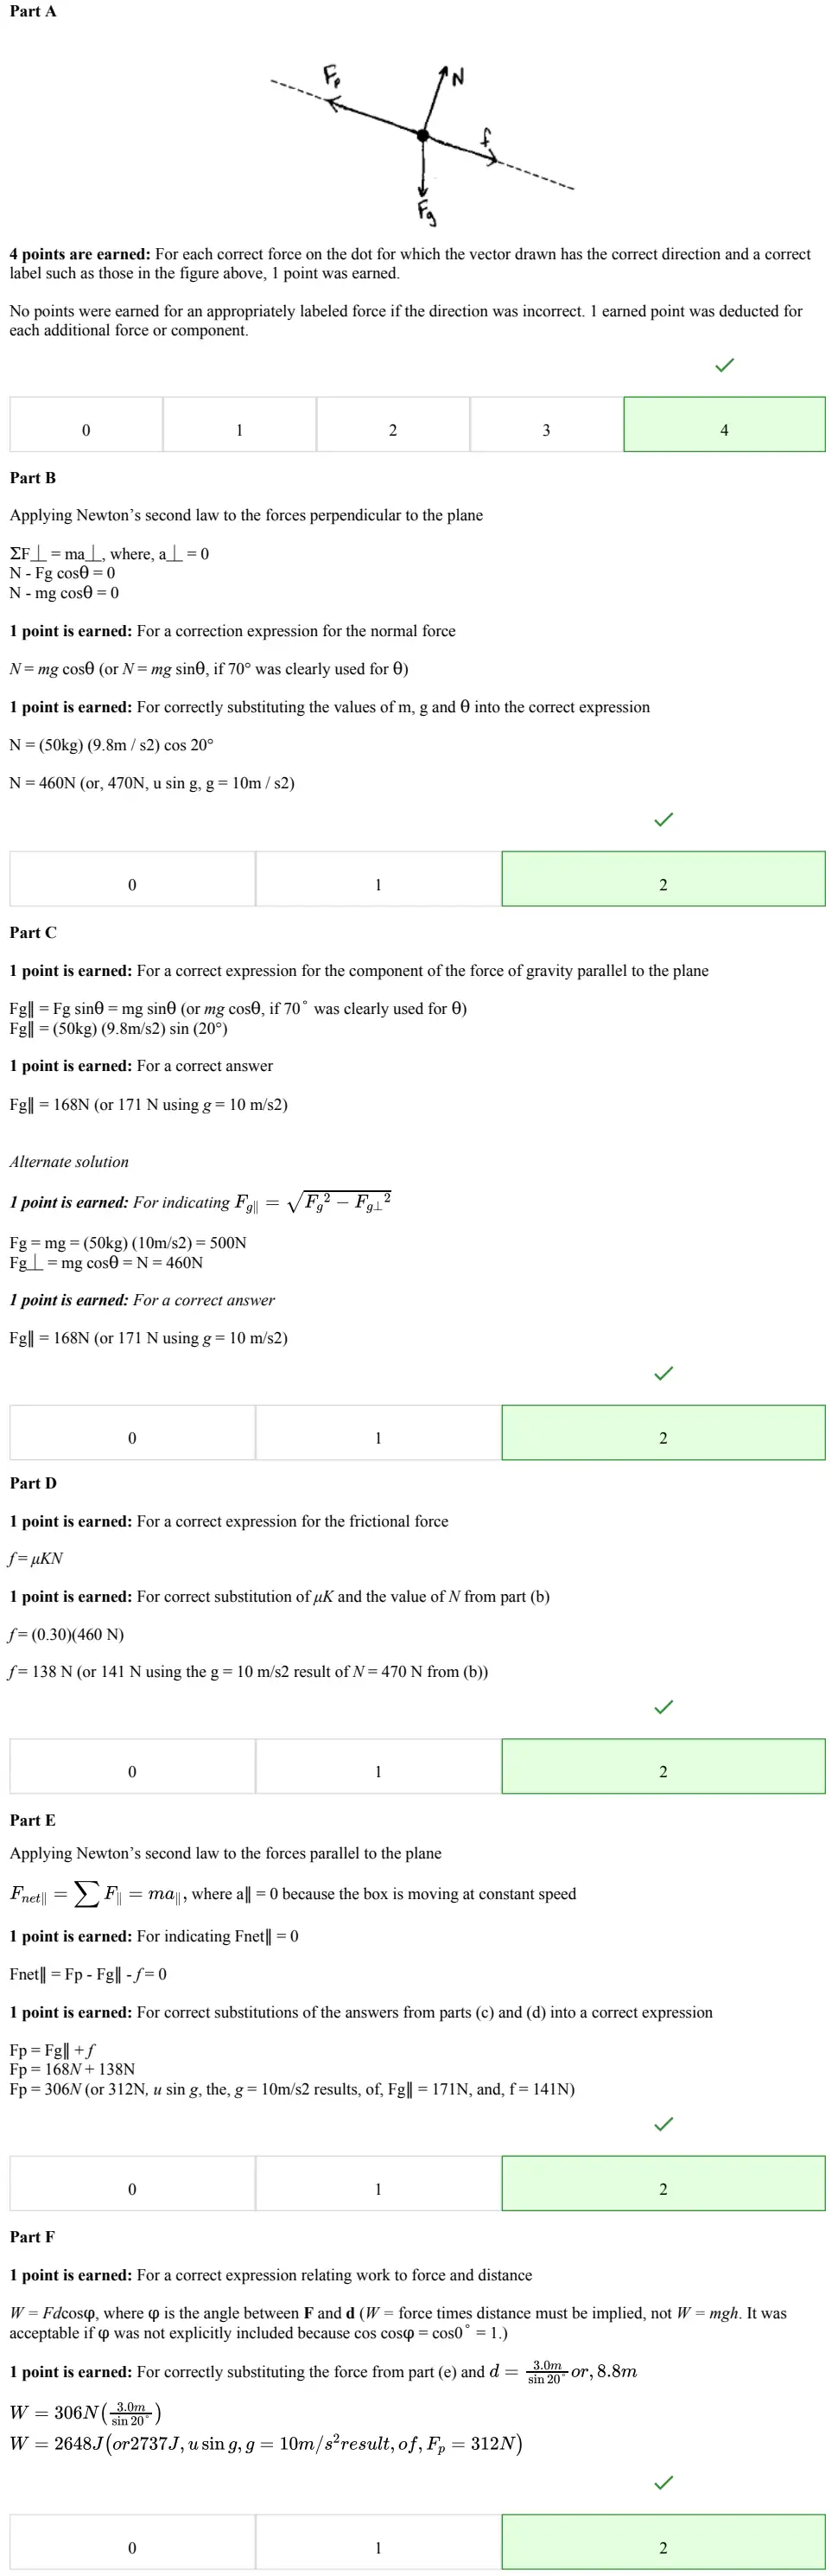 Part A
Fp
N
f
Fg
4 points are earned: For each correct force on the dot for which the vector drawn has the correct direction and a correct
label such as those in the figure above, 1 point was earned.
No points were earned for an appropriately labeled force if the direction was incorrect. 1 earned point was deducted for
each additional force or component.
✓
0 1 2 3 4
Part B
Applying Newton’s second law to the forces perpendicular to the plane
ΣF⊥ = ma⊥, where, a⊥ = 0
N - Fg cosθ = 0
N - mg cosθ = 0
1 point is earned: For a correction expression for the normal force
N = mg cosθ (or N = mg sinθ, if 70° was clearly used for θ)
1 point is earned: For correctly substituting the values of m, g and θ into the correct expression
N = (50kg) (9.8m / s2) cos 20°
N = 460N (or, 470N, u sin g, g = 10m / s2)
✓
0 1 2
Part C
1 point is earned: For a correct expression for the component of the force of gravity parallel to the plane
Fg∥ = Fg sinθ = mg sinθ (or mg cosθ, if 70° was clearly used for θ)
Fg∥ = (50kg) (9.8m/s2) sin (20°)
1 point is earned: For a correct answer
Fg∥ = 168N (or 171 N using g = 10 m/s2)
Alternate solution
1 point is earned: For indicating F_{g∥} = √(F_g² − F_{g⊥}²)
Fg = mg = (50kg) (10m/s2) = 500N
Fg⊥ = mg cosθ = N = 460N
1 point is earned: For a correct answer
Fg∥ = 168N (or 171 N using g = 10 m/s2)
✓
0 1 2
Part D
1 point is earned: For a correct expression for the frictional force
f = μKN
1 point is earned: For correct substitution of μK and the value of N from part (b)
f = (0.30)(460 N)
f = 138 N (or 141 N using the g = 10 m/s2 result of N = 470 N from (b))
✓
0 1 2
Part E
Applying Newton’s second law to the forces parallel to the plane
F_{net∥} = ∑ F_∥ = ma_∥, where a∥ = 0 because the box is moving at constant speed
1 point is earned: For indicating Fnet∥ = 0
Fnet∥ = Fp - Fg∥ - f = 0
1 point is earned: For correct substitutions of the answers from parts (c) and (d) into a correct expression
Fp = Fg∥ + f
Fp = 168N + 138N
Fp = 306N (or 312N, u sin g, the, g = 10m/s2 results, of, Fg∥ = 171N, and, f = 141N)
✓
0 1 2
Part F
1 point is earned: For a correct expression relating work to force and distance
W = Fdcosφ, where φ is the angle between F and d (W = force times distance must be implied, not W = mgh. It was
acceptable if φ was not explicitly included because cos cosφ = cos0° = 1.)
1 point is earned: For correctly substituting the force from part (e) and d = 3.0m/sin 20° or, 8.8m
W = 306N(3.0m/sin 20°)
W = 2648J(or2737J, u sin g, g = 10m/s²result, of, F_p = 312N)
✓
0 1 2